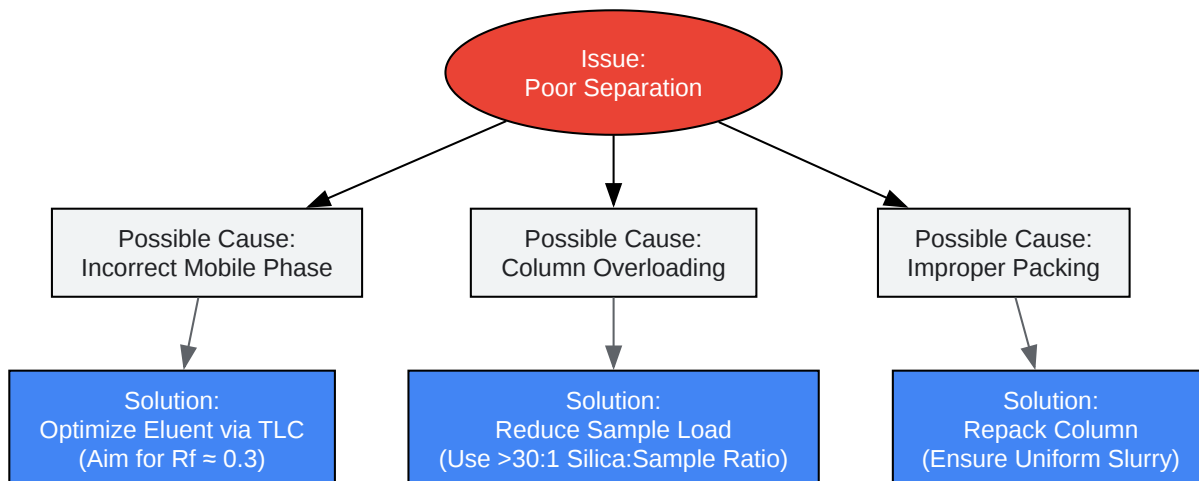 Issue:
Poor Separation
Possible Cause:
Incorrect Mobile Phase
Possible Cause:
Column Overloading
Possible Cause:
Improper Packing
Solution:
Optimize Eluent via TLC
(Aim for Rf ≈ 0.3)
Solution:
Reduce Sample Load
(Use >30:1 Silica:Sample Ratio)
Solution:
Repack Column
(Ensure Uniform Slurry)